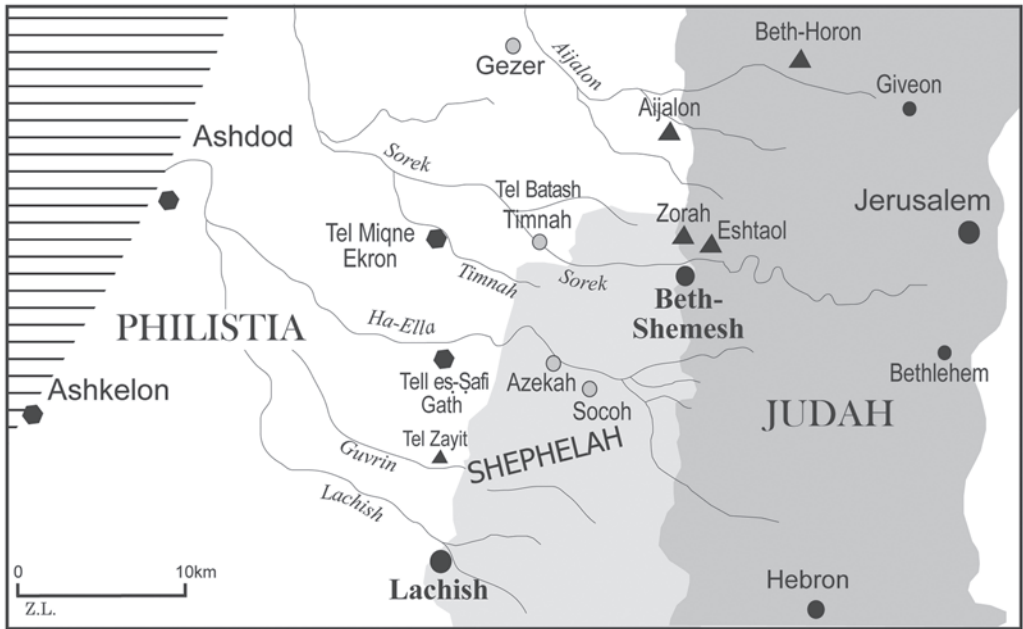 Beth-Horon
Gezer
Aijalon
Giveon
Aijalon
Ashdod
Sorek
Tel Batash
Timnah
Zorah
Eshtaol
Jerusalem
Tel Miqne
Ekron
Timnah
Sorek
Beth-
Shemesh
PHILISTIA
Ha-Ella
Tell eṣ-Ṣafi
Gath
Azekah
Socoh
Bethlehem
Ashkelon
JUDAH
Tel Zayit
Guvrin
SHEPHELAH
Lachish
0 10km
Z.L.
Lachish
Hebron